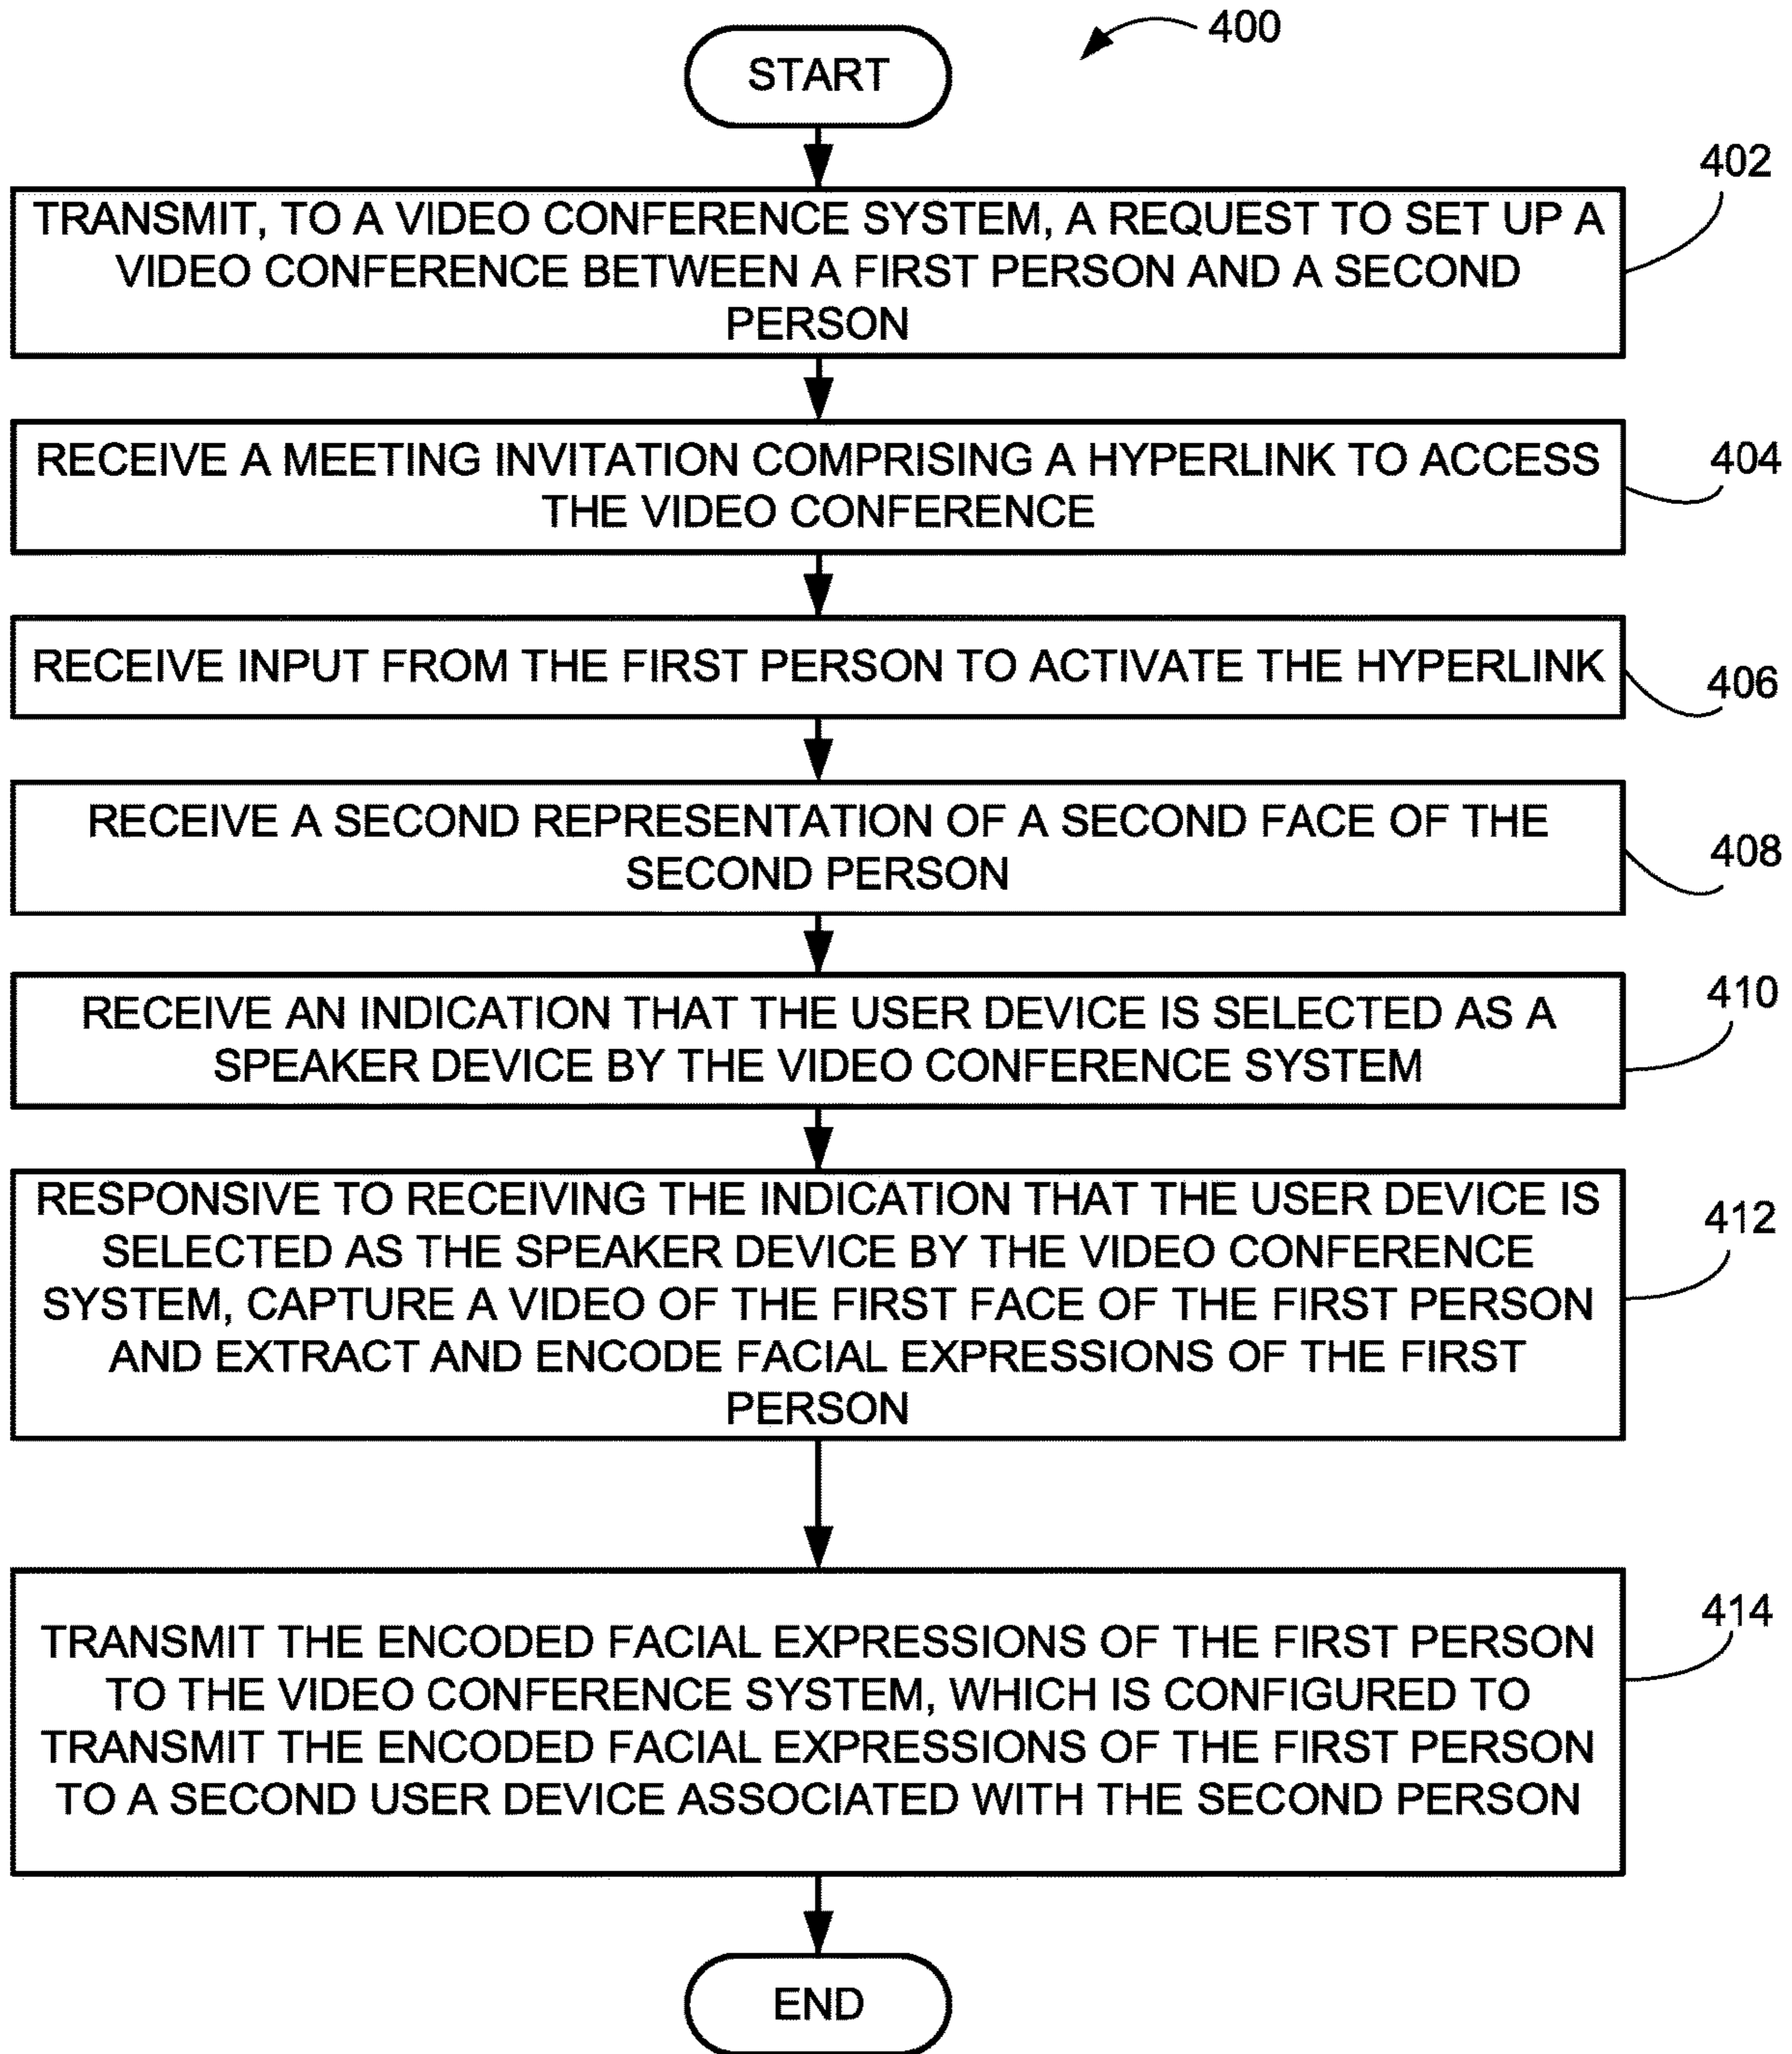 400
START
402
TRANSMIT, TO A VIDEO CONFERENCE SYSTEM, A REQUEST TO SET UP A
VIDEO CONFERENCE BETWEEN A FIRST PERSON AND A SECOND
PERSON
404
RECEIVE A MEETING INVITATION COMPRISING A HYPERLINK TO ACCESS
THE VIDEO CONFERENCE
406
RECEIVE INPUT FROM THE FIRST PERSON TO ACTIVATE THE HYPERLINK
408
RECEIVE A SECOND REPRESENTATION OF A SECOND FACE OF THE
SECOND PERSON
410
RECEIVE AN INDICATION THAT THE USER DEVICE IS SELECTED AS A
SPEAKER DEVICE BY THE VIDEO CONFERENCE SYSTEM
412
RESPONSIVE TO RECEIVING THE INDICATION THAT THE USER DEVICE IS
SELECTED AS THE SPEAKER DEVICE BY THE VIDEO CONFERENCE
SYSTEM, CAPTURE A VIDEO OF THE FIRST FACE OF THE FIRST PERSON
AND EXTRACT AND ENCODE FACIAL EXPRESSIONS OF THE FIRST
PERSON
414
TRANSMIT THE ENCODED FACIAL EXPRESSIONS OF THE FIRST PERSON
TO THE VIDEO CONFERENCE SYSTEM, WHICH IS CONFIGURED TO
TRANSMIT THE ENCODED FACIAL EXPRESSIONS OF THE FIRST PERSON
TO A SECOND USER DEVICE ASSOCIATED WITH THE SECOND PERSON
END